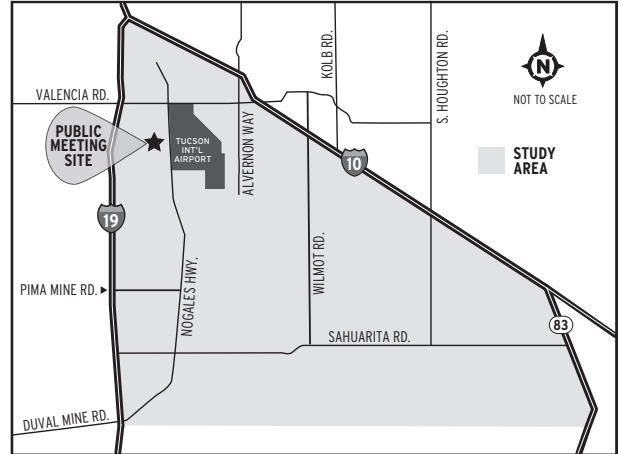 KOLB RD.
S. HOUGHTON RD.
N
NOT TO SCALE
VALENCIA RD.
PUBLIC
MEETING
SITE
TUCSON
INT'L
AIRPORT
ALVERNON WAY
10
STUDY
AREA
19
WILMOT RD.
NOGALES HWY.
PIMA MINE RD.
83
SAHUARITA RD.
DUVAL MINE RD.